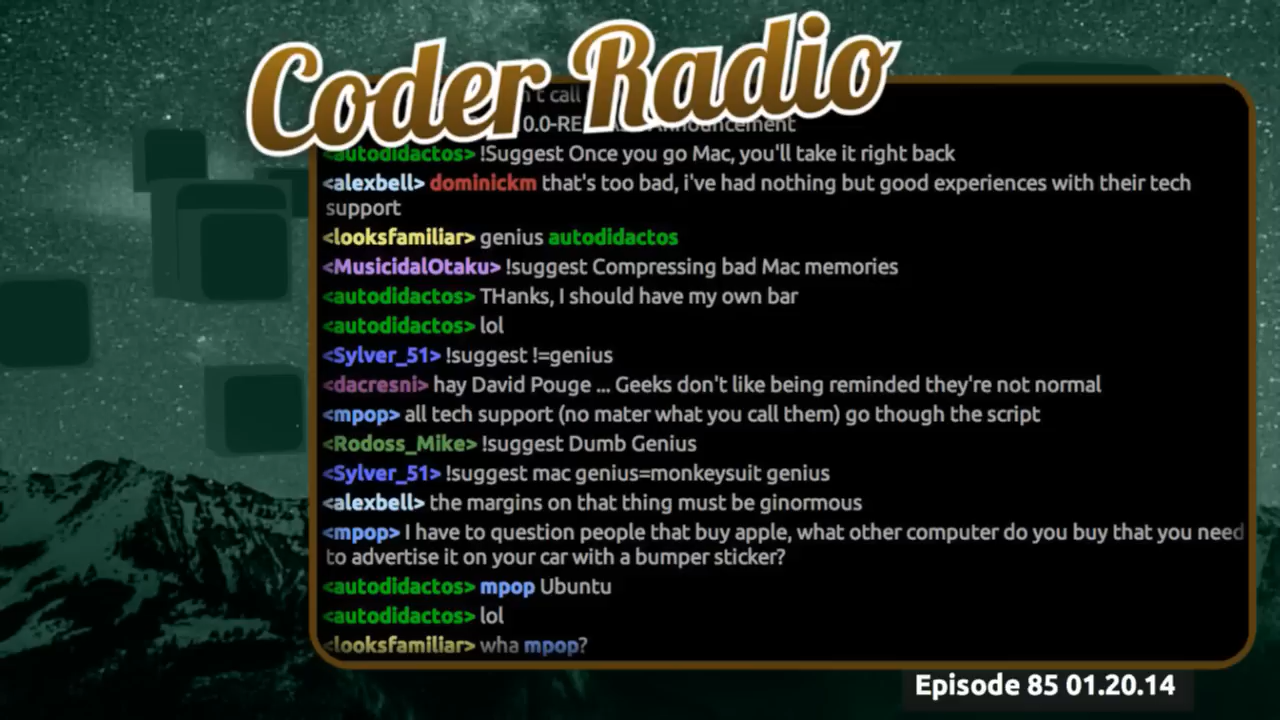 Coder Radio
n't call
0.0-RE Announcement
<autodidactos> !Suggest Once you go Mac, you'll take it right back
<alexbell> dominickm that's too bad, i've had nothing but good experiences with their tech
support
<looksfamiliar> genius autodidactos
<MusicidalOtaku> !suggest Compressing bad Mac memories
<autodidactos> THanks, I should have my own bar
<autodidactos> lol
<Sylver_51> !suggest !=genius
<dacresni> hay David Pouge ... Geeks don't like being reminded they're not normal
<mpop> all tech support (no mater what you call them) go though the script
<Rodoss_Mike> !suggest Dumb Genius
<Sylver_51> !suggest mac genius=monkeysuit genius
<alexbell> the margins on that thing must be ginormous
<mpop> I have to question people that buy apple, what other computer do you buy that you need
to advertise it on your car with a bumper sticker?
<autodidactos> mpop Ubuntu
<autodidactos> lol
<looksfamiliar> wha mpop?
Episode 85 01.20.14